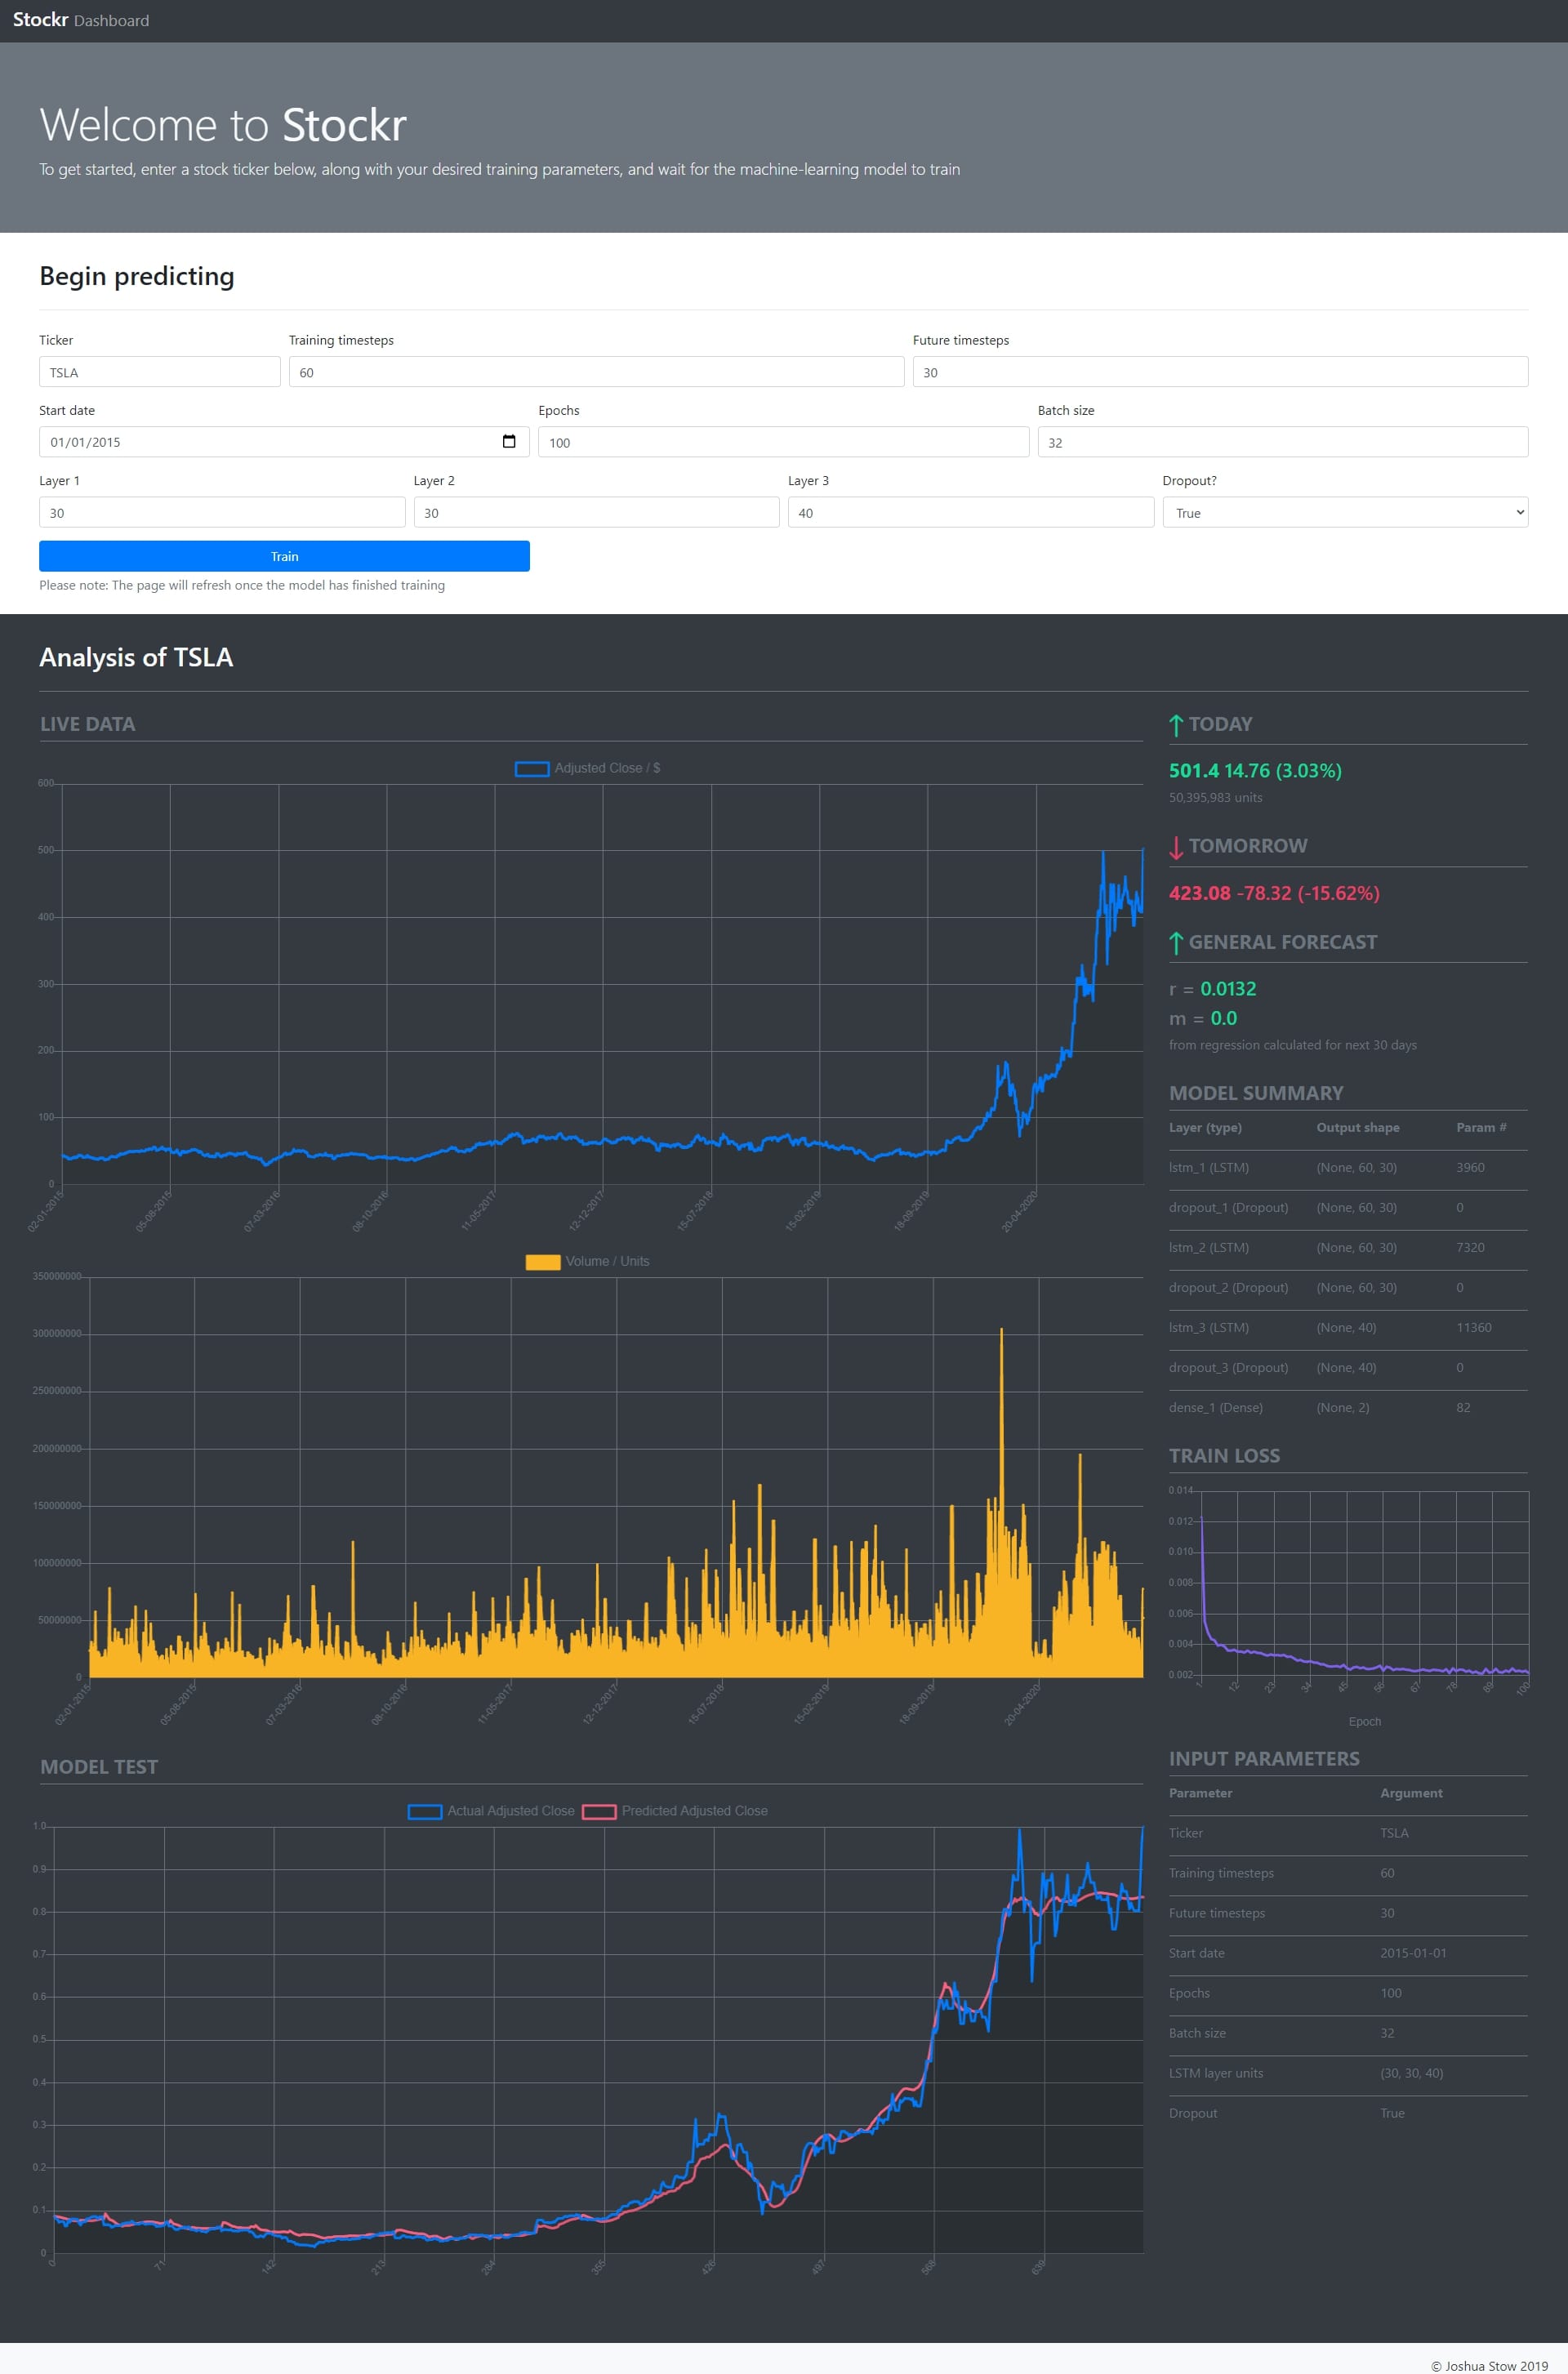 Stockr Dashboard
Welcome to Stockr
To get started, enter a stock ticker below, along with your desired training parameters, and wait for the machine-learning model to train
Begin predicting
Ticker Training timesteps Future timesteps
TSLA 60 30
Start date Epochs Batch size
01/01/2015 100 32
Layer 1 Layer 2 Layer 3 Dropout?
30 30 40 True
Train
Please note: The page will refresh once the model has finished training
Analysis of TSLA
LIVE DATA
Adjusted Close / $
600
500
400
300
200
100
0
02-01-2015 05-08-2015 07-03-2016 08-10-2016 11-05-2017 12-12-2017 15-07-2018 15-02-2019 18-09-2019 20-04-2020
Volume / Units
350000000
300000000
250000000
200000000
150000000
100000000
50000000
0
02-01-2015 05-08-2015 07-03-2016 08-10-2016 11-05-2017 12-12-2017 15-07-2018 15-02-2019 18-09-2019 20-04-2020
MODEL TEST
Actual Adjusted Close Predicted Adjusted Close
1.0
0.9
0.8
0.7
0.6
0.5
0.4
0.3
0.2
0.1
0
0 71 142 213 284 355 426 497 568 639
TODAY
501.4 14.76 (3.03%)
50,395,983 units
TOMORROW
423.08 -78.32 (-15.62%)
GENERAL FORECAST
r = 0.0132
m = 0.0
from regression calculated for next 30 days
MODEL SUMMARY
Layer (type) Output shape Param #
lstm_1 (LSTM) (None, 60, 30) 3960
dropout_1 (Dropout) (None, 60, 30) 0
lstm_2 (LSTM) (None, 60, 30) 7320
dropout_2 (Dropout) (None, 60, 30) 0
lstm_3 (LSTM) (None, 40) 11360
dropout_3 (Dropout) (None, 40) 0
dense_1 (Dense) (None, 2) 82
TRAIN LOSS
0.014
0.012
0.010
0.008
0.006
0.004
0.002
1 12 23 34 45 56 67 78 89 100
Epoch
INPUT PARAMETERS
Parameter Argument
Ticker TSLA
Training timesteps 60
Future timesteps 30
Start date 2015-01-01
Epochs 100
Batch size 32
LSTM layer units (30, 30, 40)
Dropout True
© Joshua Stow 2019